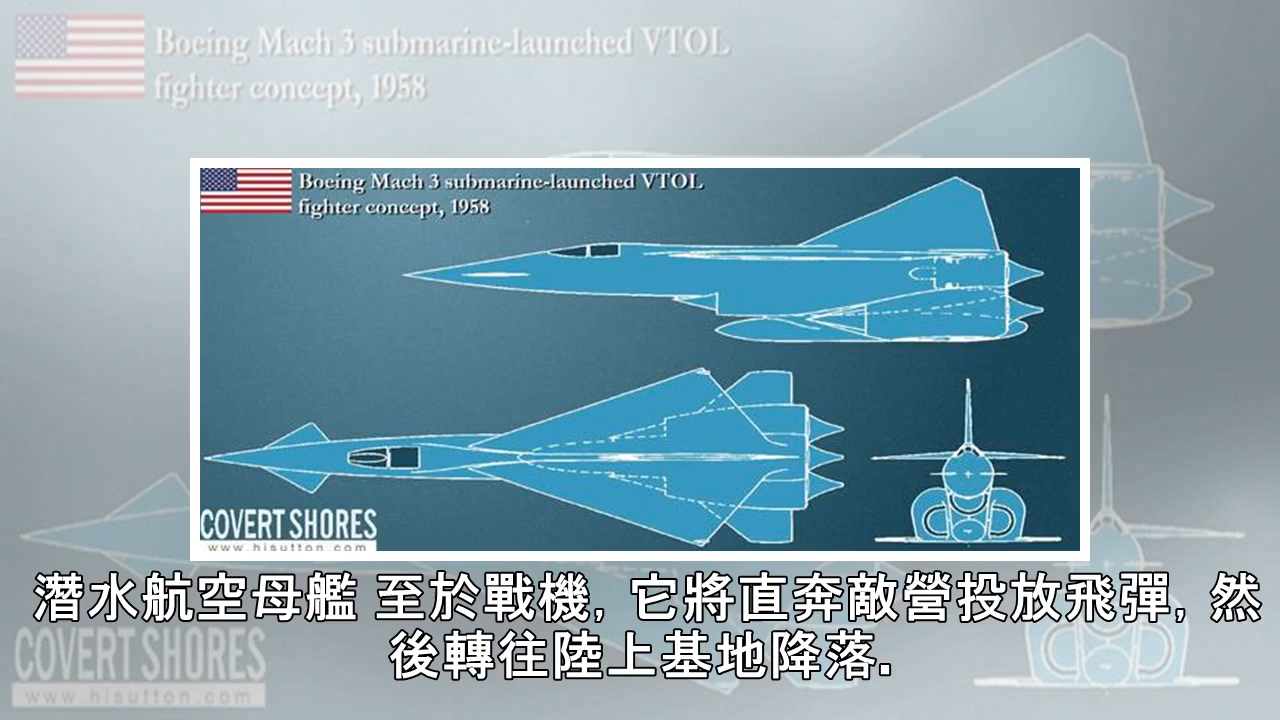 Boeing Mach 3 submarine-launched VTOL
fighter concept, 1958
Boeing Mach 3 submarine-launched VTOL
fighter concept, 1958
COVERT SHORES
www.hisutton.com
潛水航空母艦 至於戰機, 它將直奔敵營投放飛彈, 然
後轉往陸上基地降落.
COVERT SHORES
www.hisutton.com